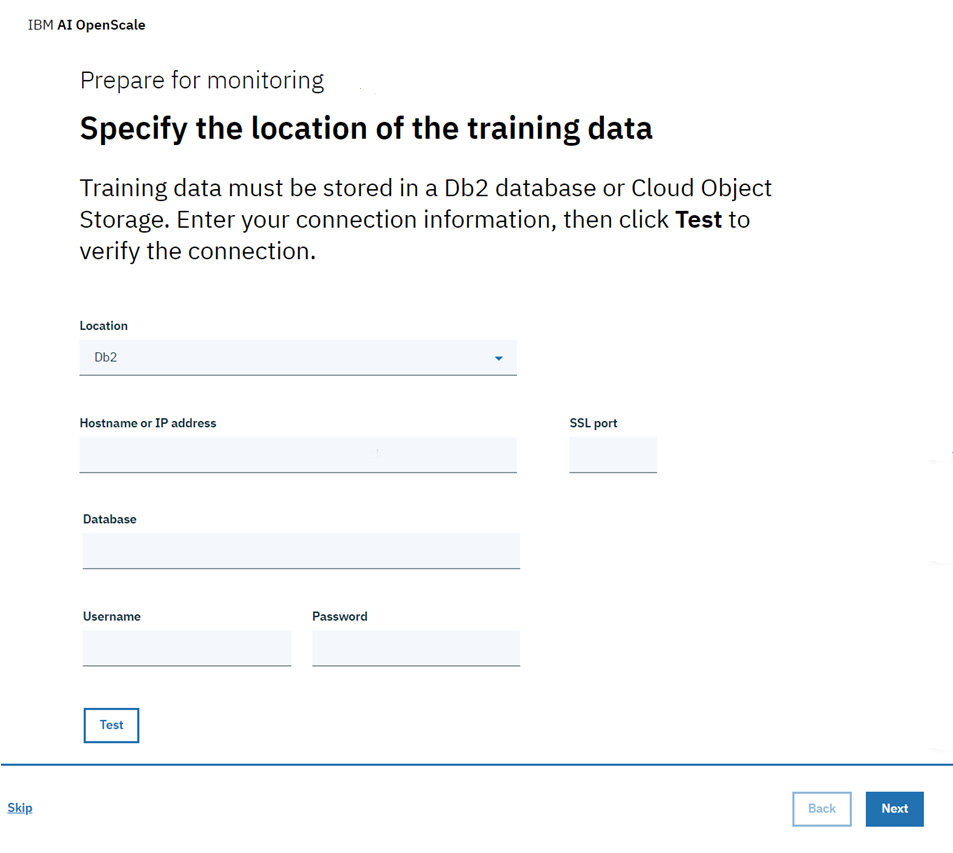 IBM AI OpenScale
Prepare for monitoring
Specify the location of the training data
Training data must be stored in a Db2 database or Cloud Object
Storage. Enter your connection information, then click Test to
verify the connection.
Location
Db2
Hostname or IP address
SSL port
Database
Username
Password
Test
Skip
Back
Next